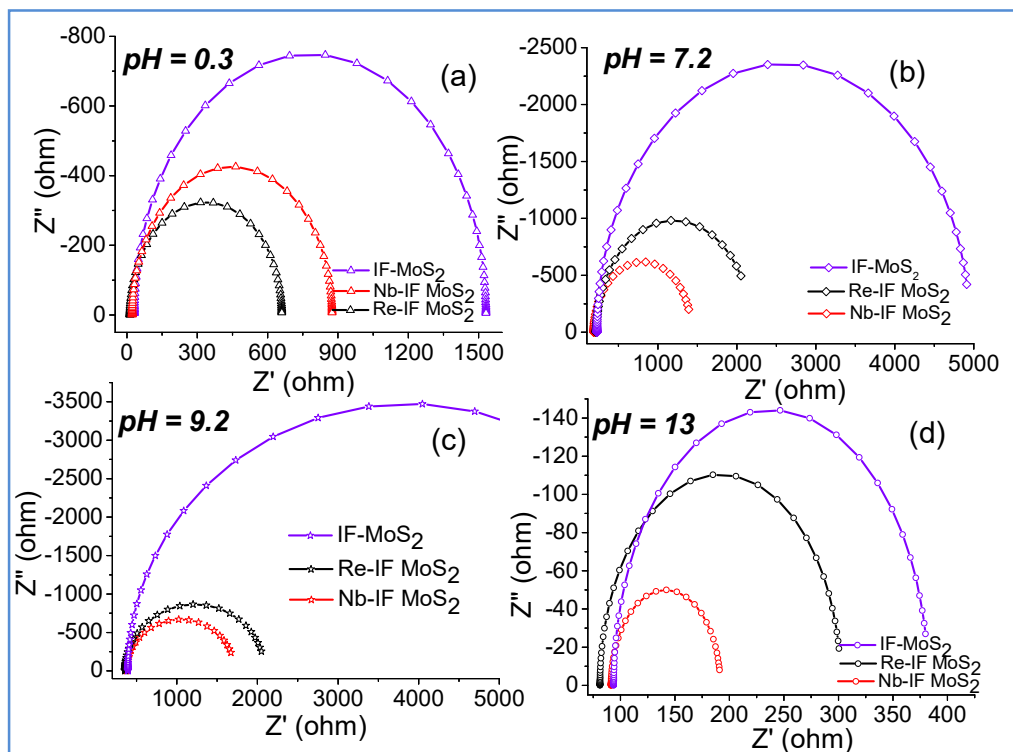 pH = 0.3
(a)
-800
-600
-400
-200
0
Z" (ohm)
IF-MoS2
Nb-IF MoS2
Re-IF MoS2
0 300 600 900 1200 1500
Z' (ohm)
pH = 7.2
(b)
-2500
-2000
-1500
-1000
-500
0
Z" (ohm)
IF-MoS2
Re-IF MoS2
Nb-IF MoS2
1000 2000 3000 4000 5000
Z' (ohm)
pH = 9.2
(c)
-3500
-3000
-2500
-2000
-1500
-1000
-500
0
Z" (ohm)
IF-MoS2
Re-IF MoS2
Nb-IF MoS2
1000 2000 3000 4000 5000
Z' (ohm)
pH = 13
(d)
-140
-120
-100
-80
-60
-40
-20
0
Z" (ohm)
IF-MoS2
Re-IF MoS2
Nb-IF MoS2
100 150 200 250 300 350 400
Z' (ohm)